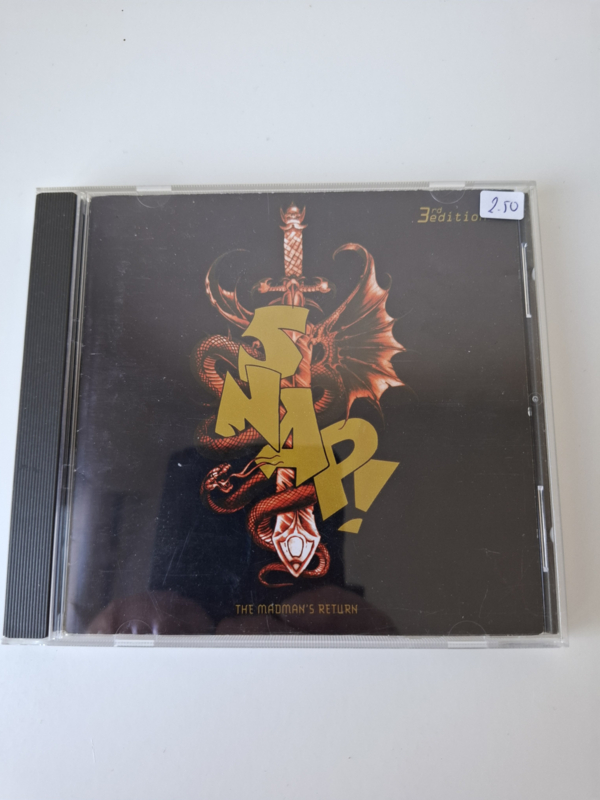 3rd
edition
2.50
SNAP!
THE MADMAN'S RETURN